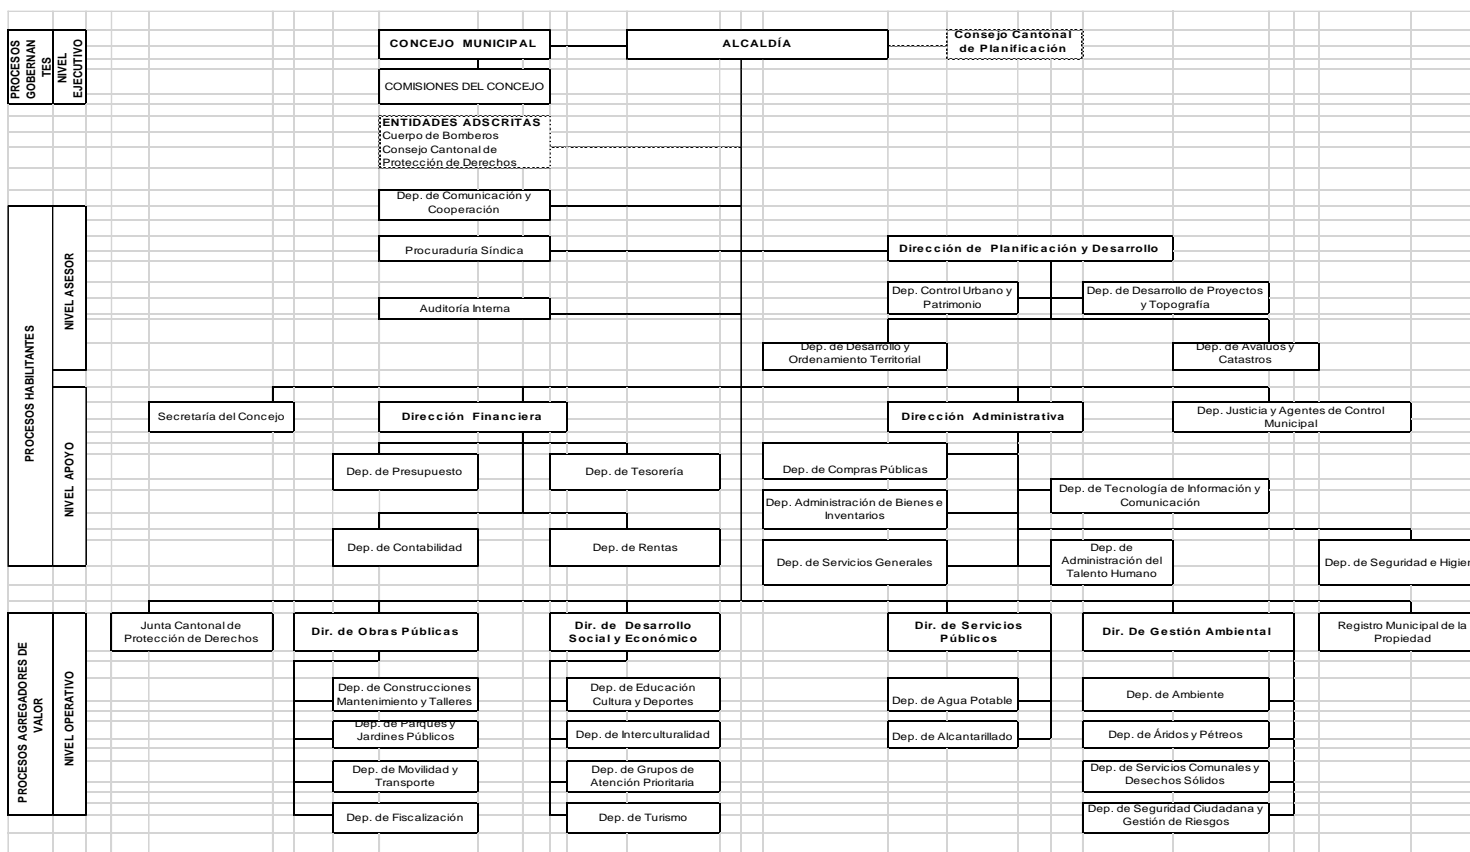 PROCESOS
GOBERNAN
TES
NIVEL
EJECUTIVO
CONCEJO MUNICIPAL
ALCALDÍA
Consejo Cantonal
de Planificación
COMISIONES DEL CONCEJO
ENTIDADES ADSCRITAS
Cuerpo de Bomberos
Consejo Cantonal de
Protección de Derechos
PROCESOS HABILITANTES
NIVEL ASESOR
Dep. de Comunicación y
Cooperación
Procuraduría Síndica
Dirección de Planificación y Desarrollo
Auditoría Interna
Dep. Control Urbano y
Patrimonio
Dep. de Desarrollo de Proyectos
y Topografía
Dep. de Desarrollo y
Ordenamiento Territorial
Dep. de Avalúos y
Catastros
NIVEL APOYO
Secretaría del Concejo
Dirección Financiera
Dirección Administrativa
Dep. Justicia y Agentes de Control
Municipal
Dep. de Presupuesto
Dep. de Tesorería
Dep. de Compras Públicas
Dep. Administración de Bienes e
Inventarios
Dep. de Tecnología de Información y
Comunicación
Dep. de Contabilidad
Dep. de Rentas
Dep. de Servicios Generales
Dep. de
Administración del
Talento Humano
Dep. de Seguridad e Higien
PROCESOS AGREGADORES DE
VALOR
NIVEL OPERATIVO
Junta Cantonal de
Protección de Derechos
Dir. de Obras Públicas
Dir. de Desarrollo
Social y Económico
Dir. de Servicios
Públicos
Dir. De Gestión Ambiental
Registro Municipal de la
Propiedad
Dep. de Construcciones
Mantenimiento y Talleres
Dep. de Educación
Cultura y Deportes
Dep. de Agua Potable
Dep. de Ambiente
Dep. de Parques y
Jardines Públicos
Dep. de Interculturalidad
Dep. de Alcantarillado
Dep. de Áridos y Pétreos
Dep. de Movilidad y
Transporte
Dep. de Grupos de
Atención Prioritaria
Dep. de Servicios Comunales y
Desechos Sólidos
Dep. de Fiscalización
Dep. de Turismo
Dep. de Seguridad Ciudadana y
Gestión de Riesgos